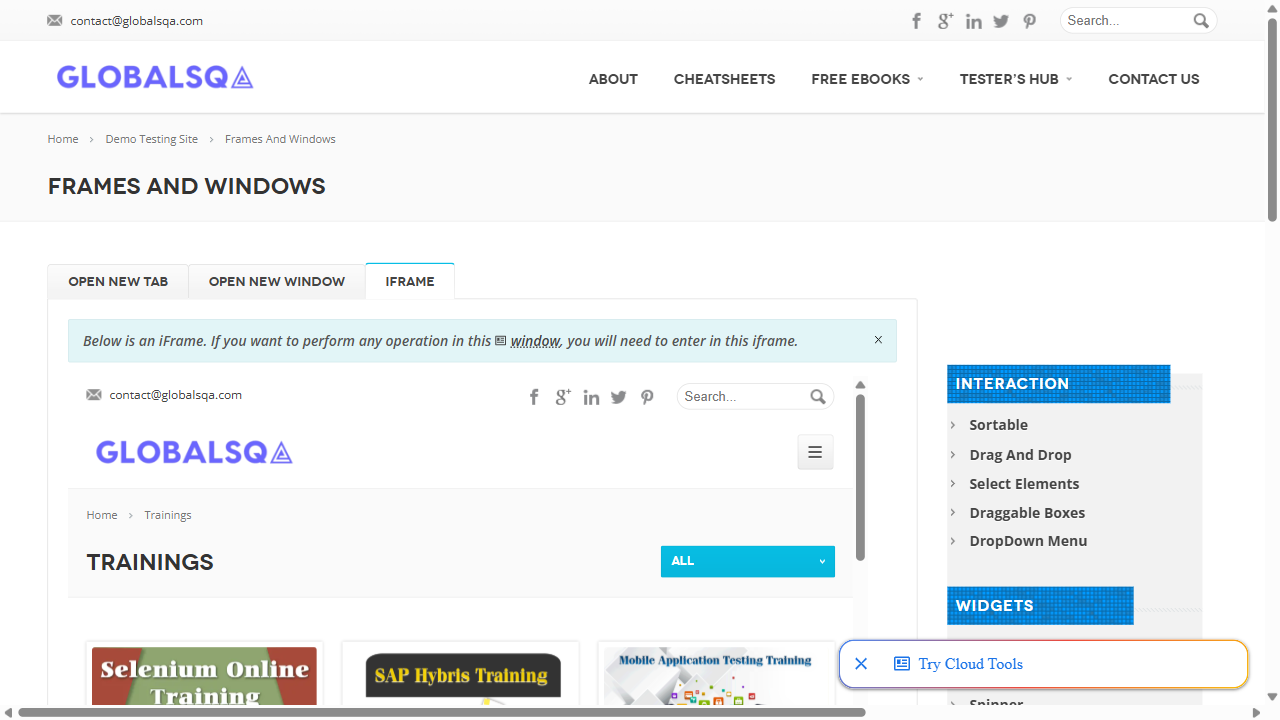 contact@globalsqa.com
Search...
GLOBALSQA
ABOUT
CHEATSHEETS
FREE EBOOKS
TESTER'S HUB
CONTACT US
Home › Demo Testing Site › Frames And Windows
FRAMES AND WINDOWS
OPEN NEW TAB
OPEN NEW WINDOW
IFRAME
Below is an iFrame. If you want to perform any operation in this window, you will need to enter in this iframe.
×
contact@globalsqa.com
Search...
GLOBALSQA
Home › Trainings
TRAININGS
ALL
Selenium Online
Training
SAP Hybris Training
Mobile Application Testing Training
INTERACTION
Sortable
Drag And Drop
Select Elements
Draggable Boxes
DropDown Menu
WIDGETS
Try Cloud Tools
Spinner